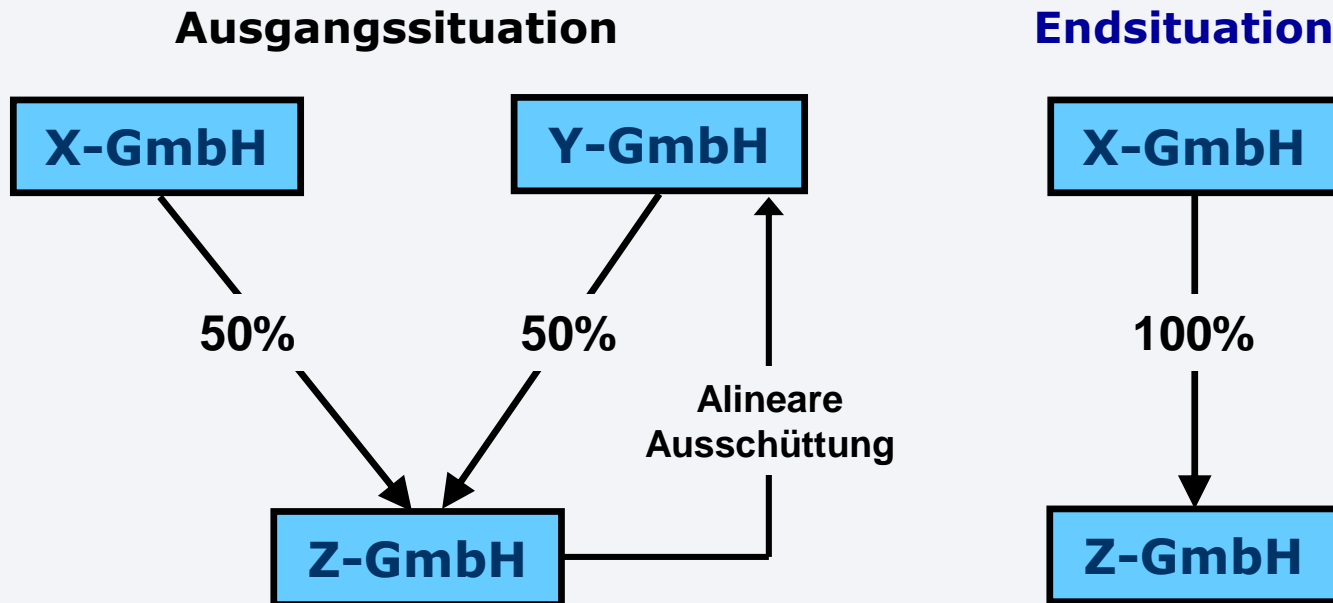 Ausgangssituation
Endsituation
X-GmbH
Y-GmbH
X-GmbH
50%
50%
100%
Alineare
Ausschüttung
Z-GmbH
Z-GmbH